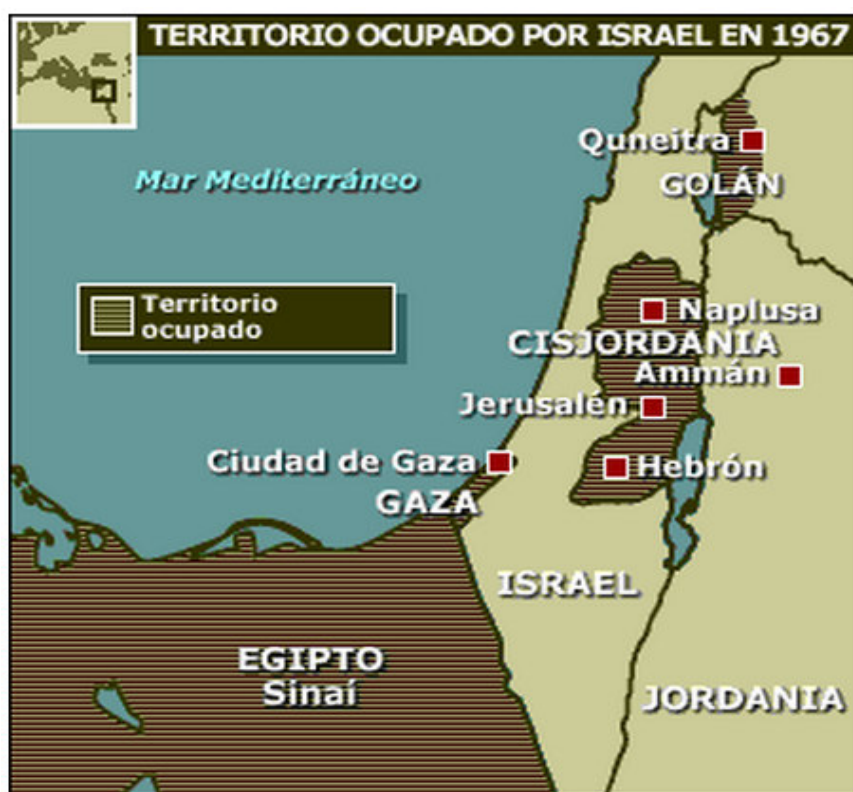 TERRITORIO OCUPADO POR ISRAEL EN 1967
Quneitra
Mar Mediterráneo
GOLÁN
Territorio
ocupado
Naplusa
CISJORDANIA
Ammán
Jerusalén
Ciudad de Gaza
Hebrón
GAZA
ISRAEL
EGIPTO
Sinaí
JORDANIA